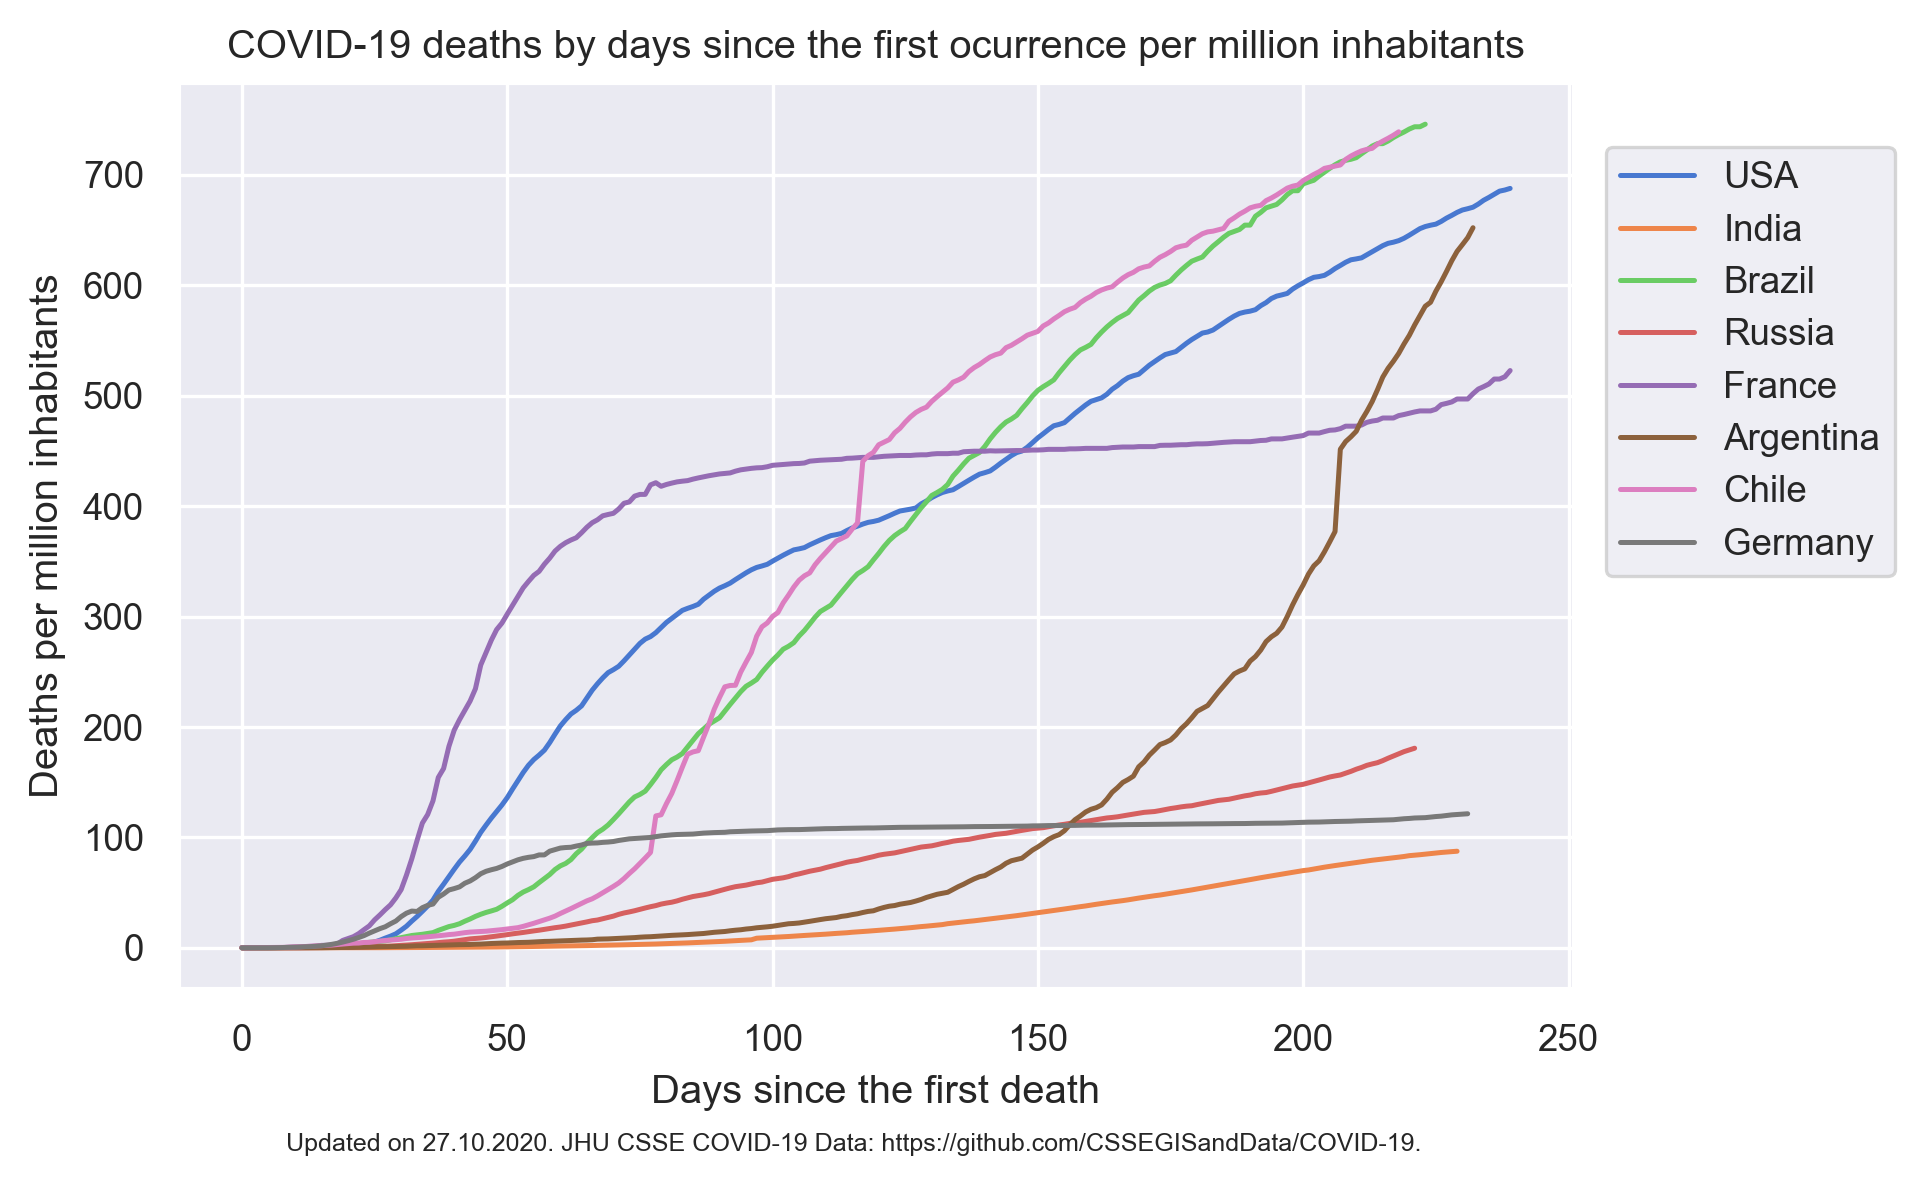 COVID-19 deaths by days since the first ocurrence per million inhabitants
Deaths per million inhabitants
700
600
500
400
300
200
100
0
0 50 100 150 200 250
Days since the first death
Updated on 27.10.2020. JHU CSSE COVID-19 Data: https://github.com/CSSEGISandData/COVID-19.
USA
India
Brazil
Russia
France
Argentina
Chile
Germany